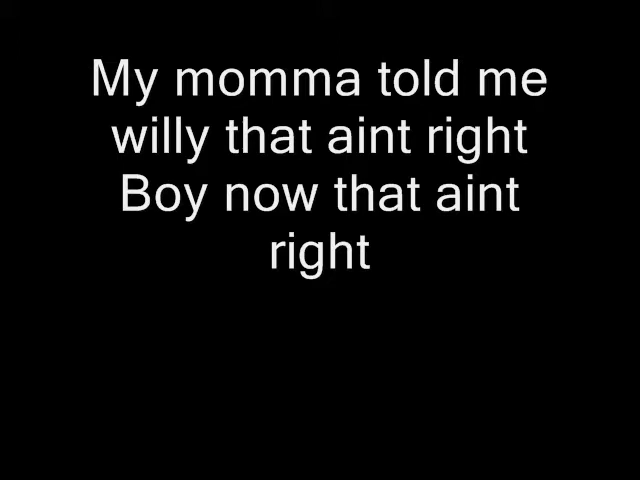 My momma told me
willy that aint right
Boy now that aint
right